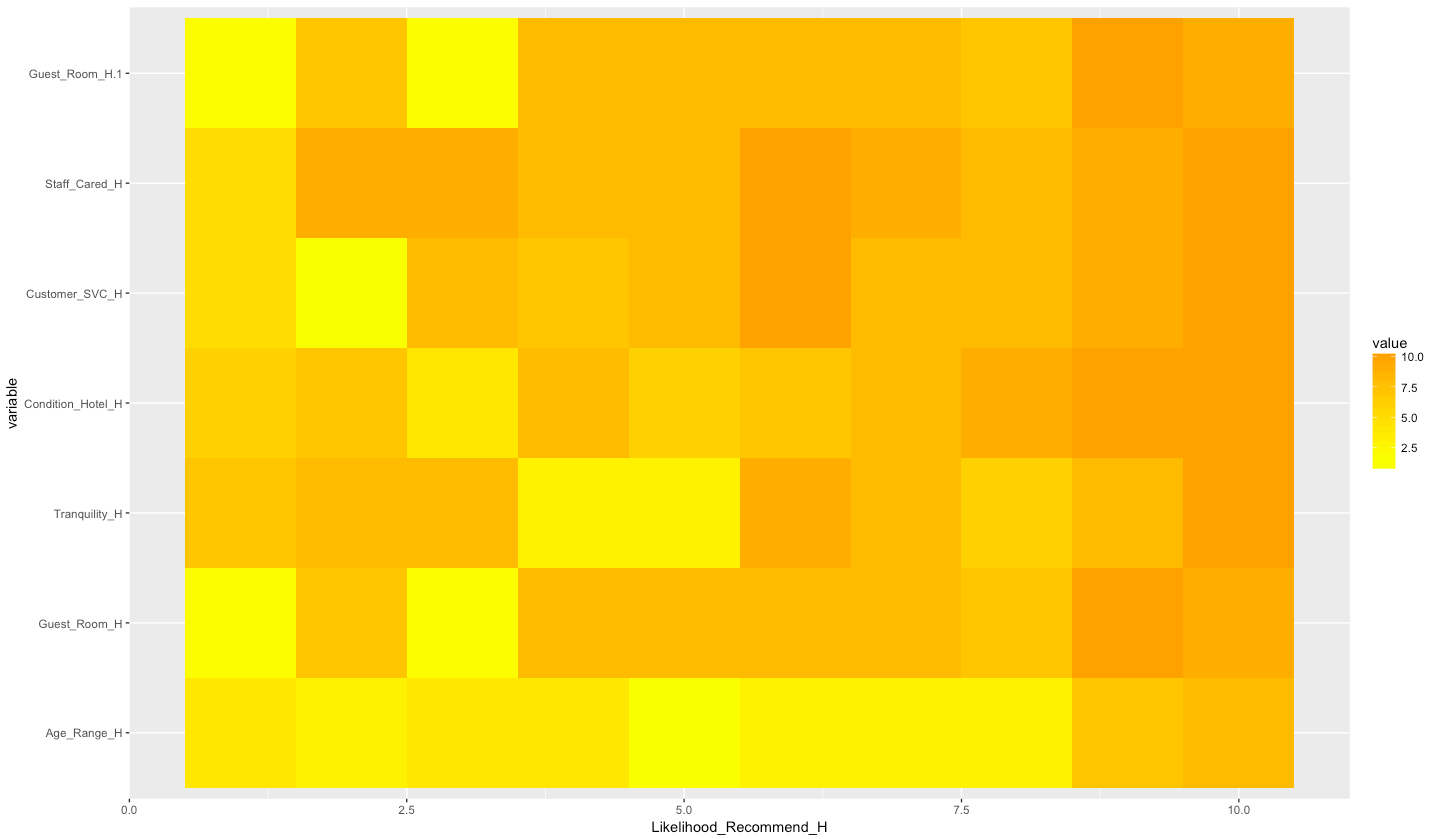 Guest_Room_H.1
Staff_Cared_H
Customer_SVC_H
Condition_Hotel_H
Tranquility_H
Guest_Room_H
Age_Range_H
variable
0.0 2.5 5.0 7.5 10.0
Likelihood_Recommend_H
value
10.0
7.5
5.0
2.5